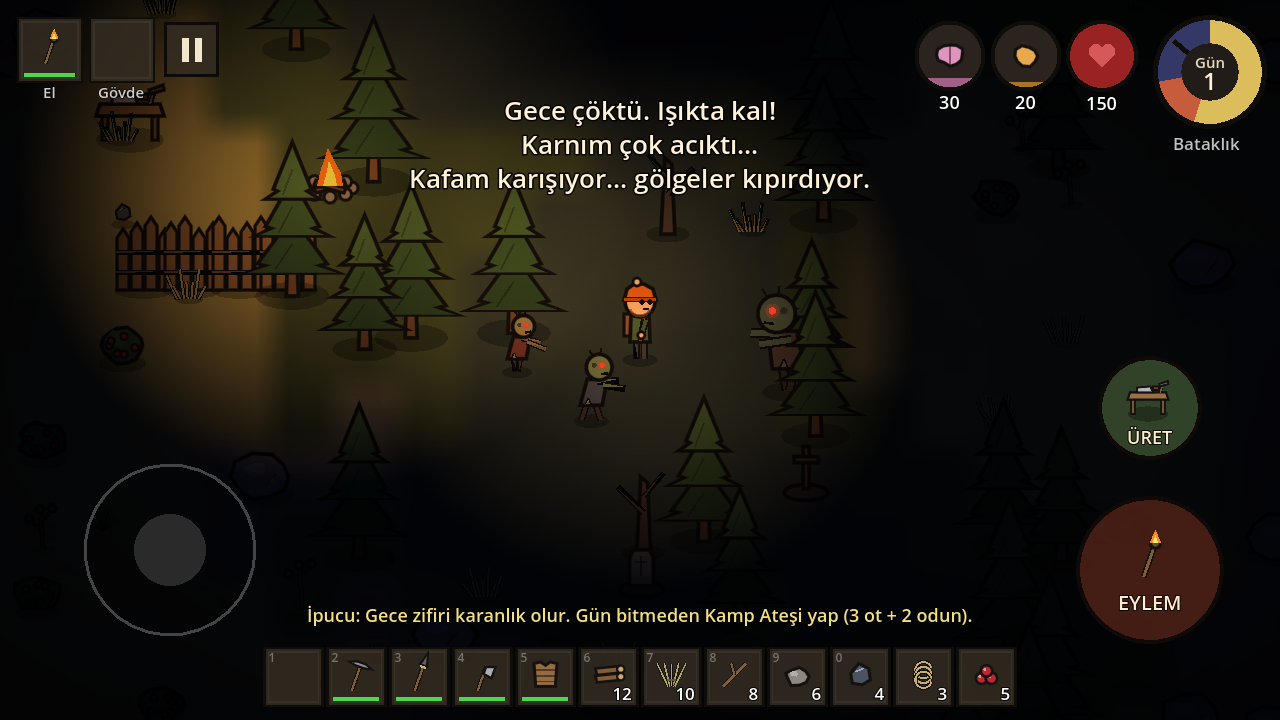 El
Gövde
30
20
150
Gün
1
Bataklık
Gece çöktü. Işıkta kal!
Karnım çok acıktı...
Kafam karışıyor... gölgeler kıpırdıyor.
ÜRET
EYLEM
İpucu: Gece zifiri karanlık olur. Gün bitmeden Kamp Ateşi yap (3 ot + 2 odun).
1
2
3
4
5
6
12
7
10
8
8
9
6
0
4
3
5